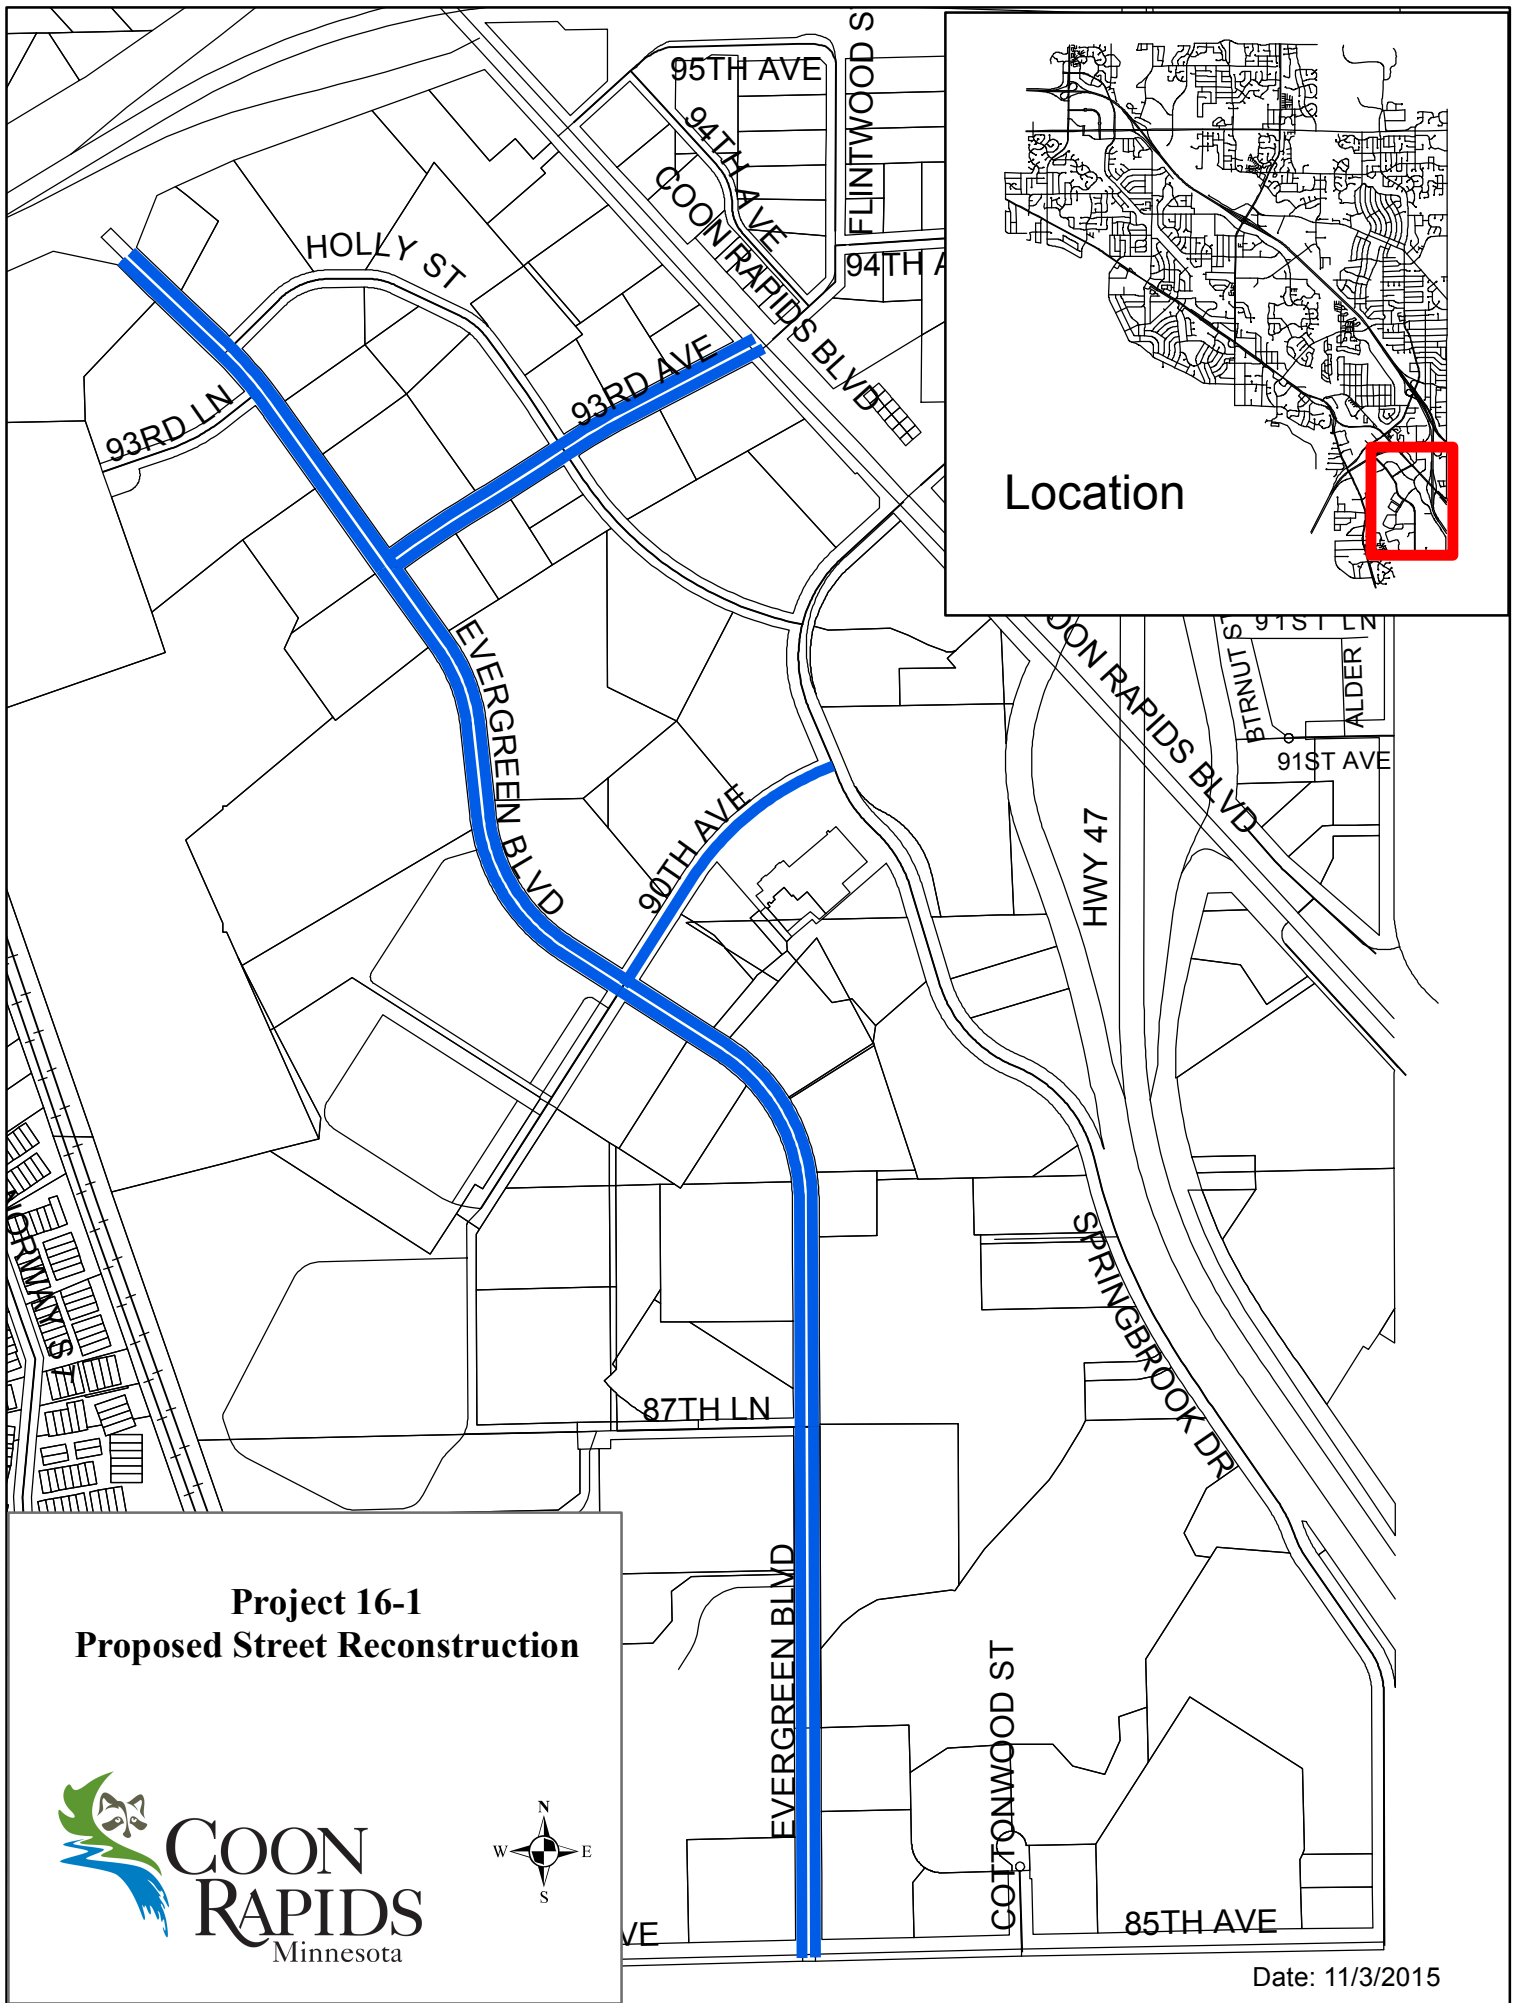 95TH AVE
FLINTWOOD S
94TH AVE
COON RAPIDS BLVD
94TH A
HOLLY ST
93RD AVE
93RD LN
Location
EVERGREEN BLVD
90TH AVE
OON RAPIDS BLVD
91ST LN
BTRNUT ST
ALDER
91ST AVE
HWY 47
NORWAY ST
SPRINGBROOK DR
87TH LN
EVERGREEN BLVD
COTTONWOOD ST
VE
85TH AVE
Project 16-1
Proposed Street Reconstruction
COON
RAPIDS
Minnesota
N
W E
S
Date: 11/3/2015